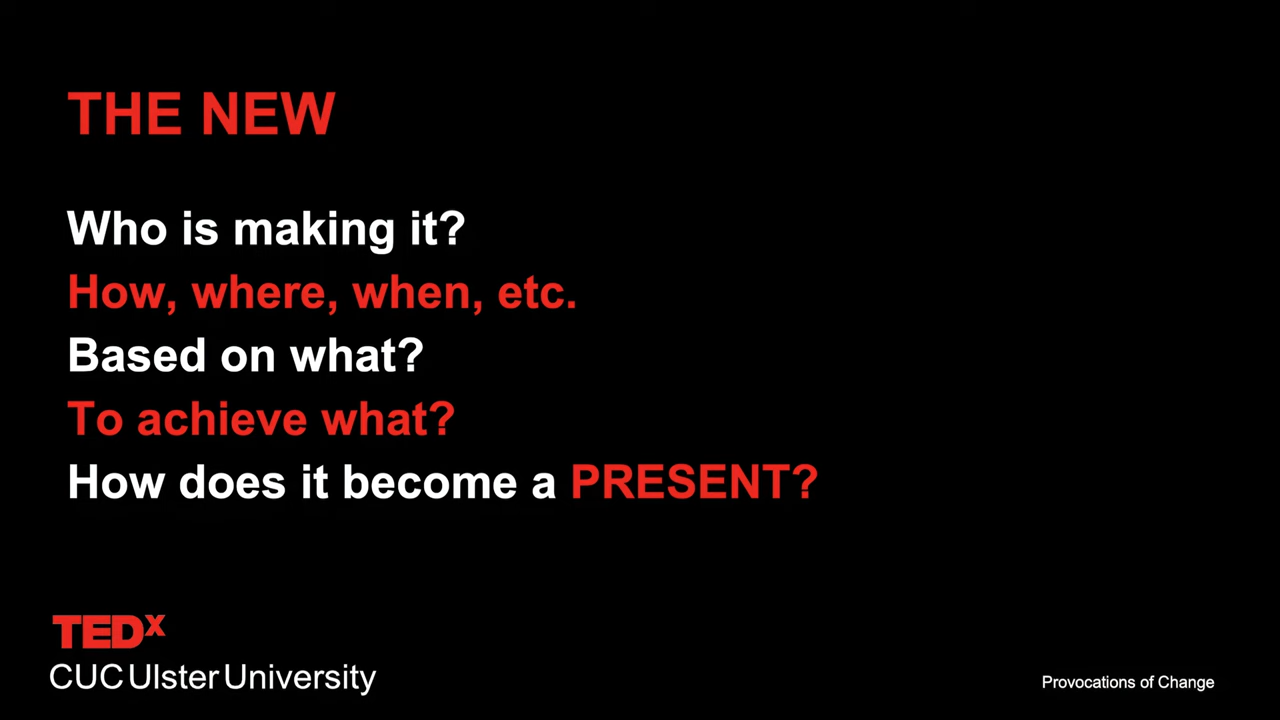 THE NEW
Who is making it?
How, where, when, etc.
Based on what?
To achieve what?
How does it become a PRESENT?
TEDx
CUC Ulster University
Provocations of Change